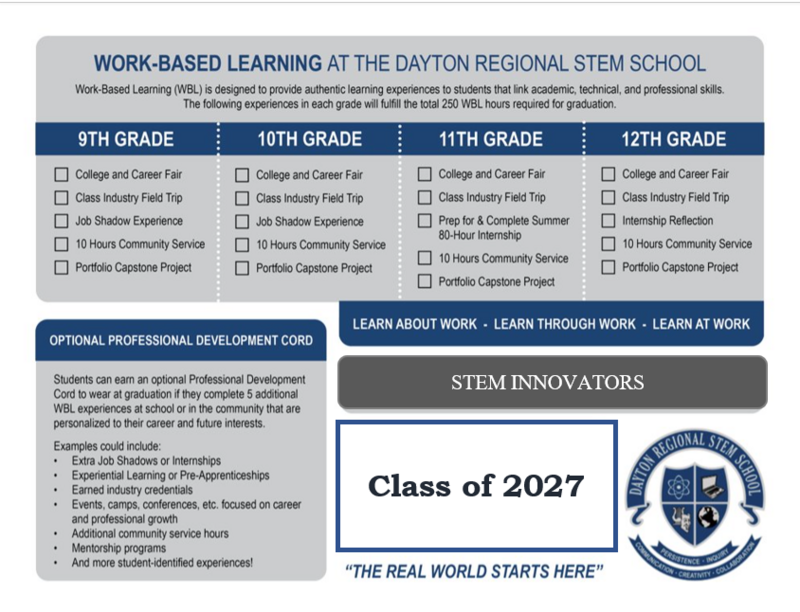 WORK-BASED LEARNING AT THE DAYTON REGIONAL STEM SCHOOL
Work-Based Learning (WBL) is designed to provide authentic learning experiences to students that link academic, technical, and professional skills.
The following experiences in each grade will fulfill the total 250 WBL hours required for graduation.
9TH GRADE
College and Career Fair
Class Industry Field Trip
Job Shadow Experience
10 Hours Community Service
Portfolio Capstone Project
10TH GRADE
College and Career Fair
Class Industry Field Trip
Job Shadow Experience
10 Hours Community Service
Portfolio Capstone Project
11TH GRADE
College and Career Fair
Class Industry Field Trip
Prep for & Complete Summer
80-Hour Internship
10 Hours Community Service
Portfolio Capstone Project
12TH GRADE
College and Career Fair
Class Industry Field Trip
Internship Reflection
10 Hours Community Service
Portfolio Capstone Project
LEARN ABOUT WORK - LEARN THROUGH WORK - LEARN AT WORK
OPTIONAL PROFESSIONAL DEVELOPMENT CORD
Students can earn an optional Professional Development
Cord to wear at graduation if they complete 5 additional
WBL experiences at school or in the community that are
personalized to their career and future interests.
Examples could include:
• Extra Job Shadows or Internships
• Experiential Learning or Pre-Apprenticeships
• Earned industry credentials
• Events, camps, conferences, etc. focused on career
and professional growth
• Additional community service hours
• Mentorship programs
• And more student-identified experiences!
STEM INNOVATORS
Class of 2027
"THE REAL WORLD STARTS HERE"
DAYTON REGIONAL STEM SCHOOL
PERSISTENCE - INQUIRY
COMMUNICATION - CREATIVITY - COLLABORATION